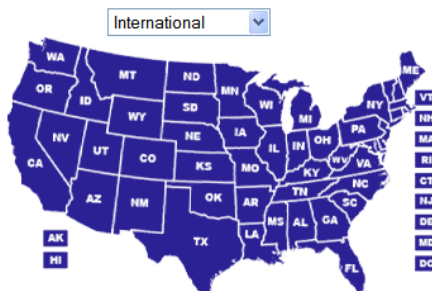 International
WA
MT
ND
MN
ME
OR
ID
WY
SD
WI
MI
NY
VT
NH
NV
UT
CO
NE
IA
IL
IN
OH
PA
MA
CA
KS
MO
KY
WV
VA
RI
AZ
NM
OK
AR
TN
NC
CT
SC
NJ
TX
LA
MS
AL
GA
DE
AK
FL
MD
HI
DC